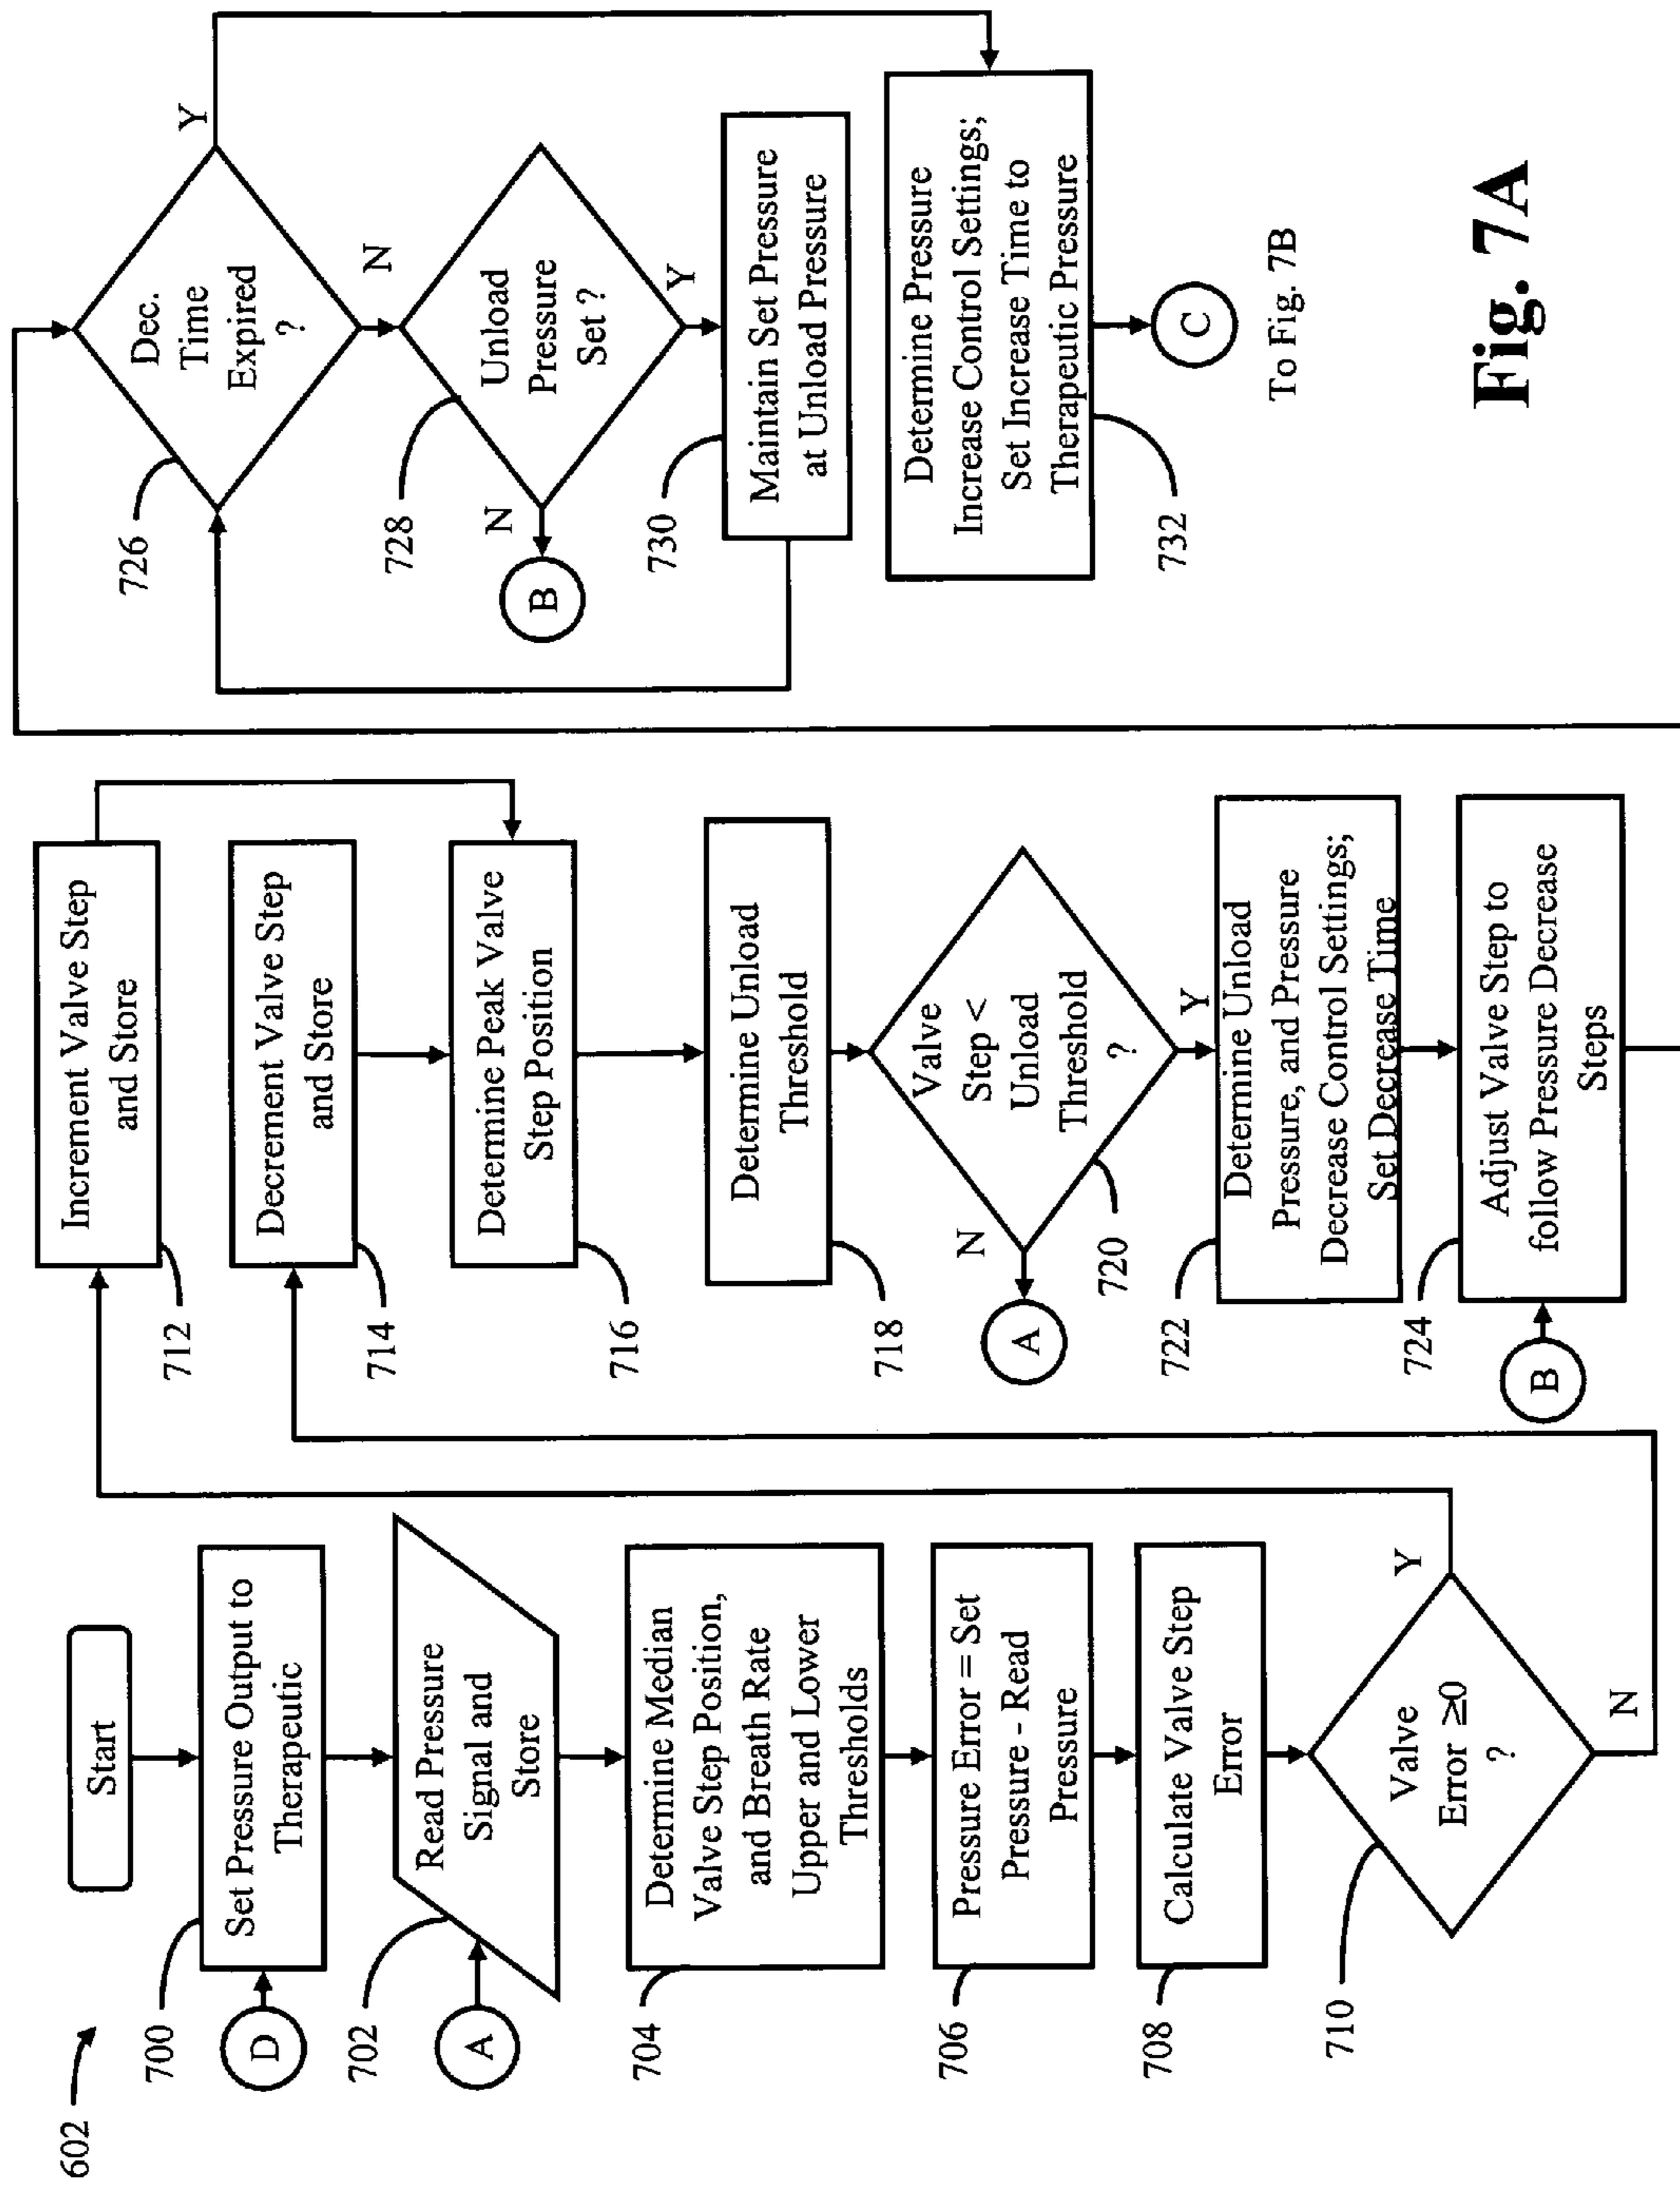 602
Start
700
Set Pressure Output to
Therapeutic
D
702
Read Pressure
Signal and
Store
A
704
Determine Median
Valve Step Position,
and Breath Rate
Upper and Lower
Thresholds
706
Pressure Error = Set
Pressure - Read
Pressure
708
Calculate Valve Step
Error
710
Valve
Error ≥0
?
Y
N
712
Increment Valve Step
and Store
714
Decrement Valve Step
and Store
716
Determine Peak Valve
Step Position
718
Determine Unload
Threshold
720
Valve
Step <
Unload
Threshold
?
N
A
Y
722
Determine Unload
Pressure, and Pressure
Decrease Control Settings;
Set Decrease Time
724
Adjust Valve Step to
follow Pressure Decrease
Steps
B
726
Dec.
Time
Expired
?
Y
N
728
Unload
Pressure
Set ?
N
B
Y
730
Maintain Set Pressure
at Unload Pressure
732
Determine Pressure
Increase Control Settings;
Set Increase Time to
Therapeutic Pressure
C
To Fig. 7B
Fig. 7A